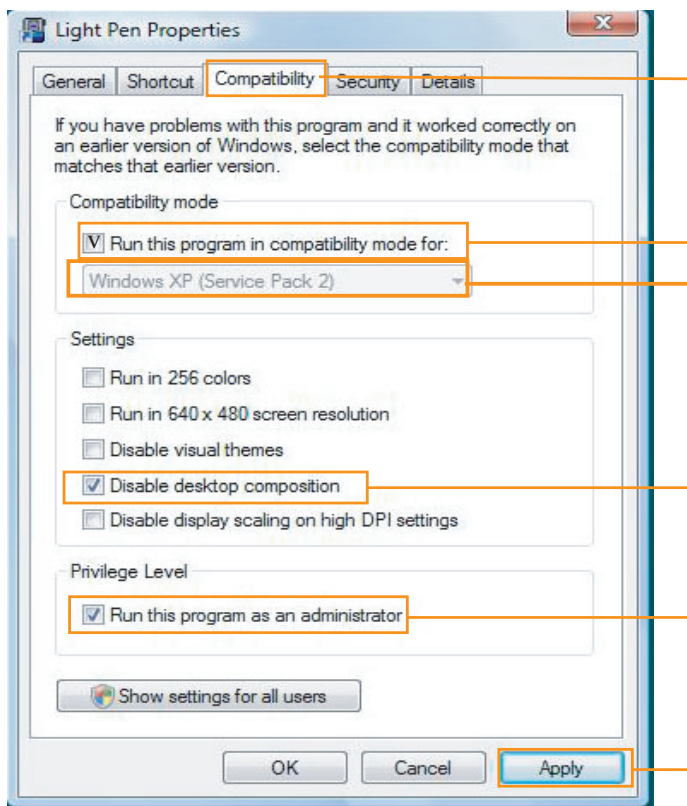 Light Pen Properties
General Shortcut Compatibility Security Details
If you have problems with this program and it worked correctly on
an earlier version of Windows, select the compatibility mode that
matches that earlier version.
Compatibility mode
V Run this program in compatibility mode for:
Windows XP (Service Pack 2)
Settings
Run in 256 colors
Run in 640 x 480 screen resolution
Disable visual themes
Disable desktop composition
Disable display scaling on high DPI settings
Privilege Level
Run this program as an administrator
Show settings for all users
OK Cancel Apply